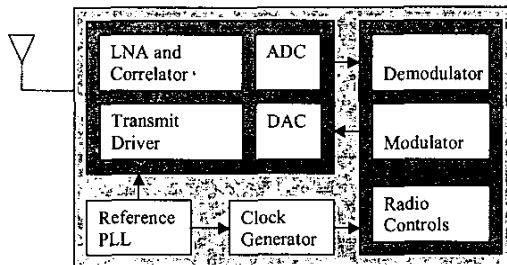 LNA and
Correlator
ADC
Demodulator
Transmit
Driver
DAC
Modulator
Reference
PLL
Clock
Generator
Radio
Controls